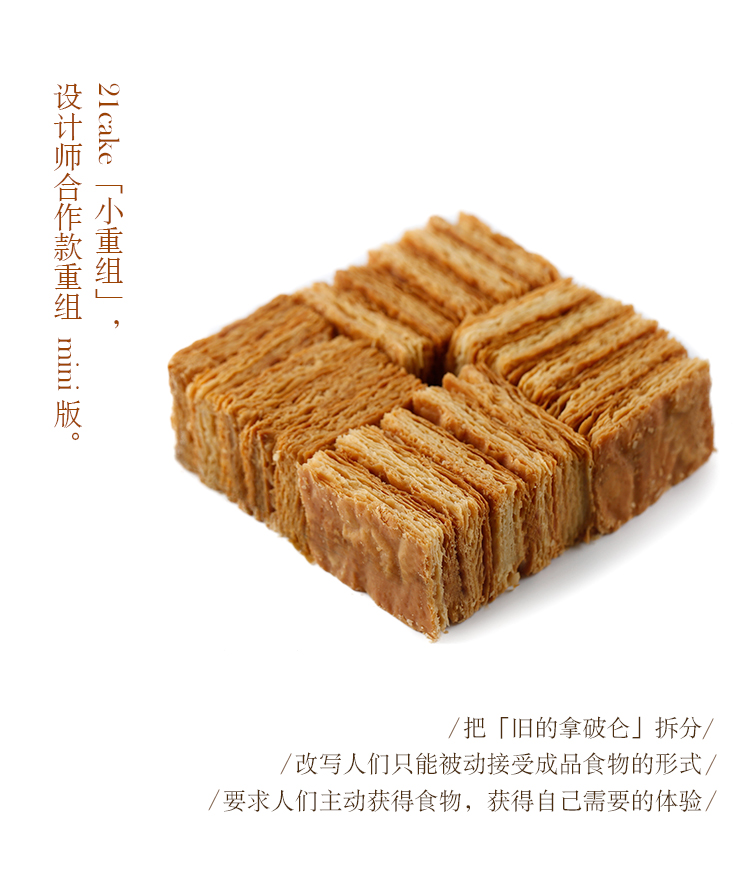 21cake「小重组」,
设计师合作款重组 mini 版。
/把「旧的拿破仑」拆分/
/改写人们只能被动接受成品食物的形式/
/要求人们主动获得食物，获得自己需要的体验/